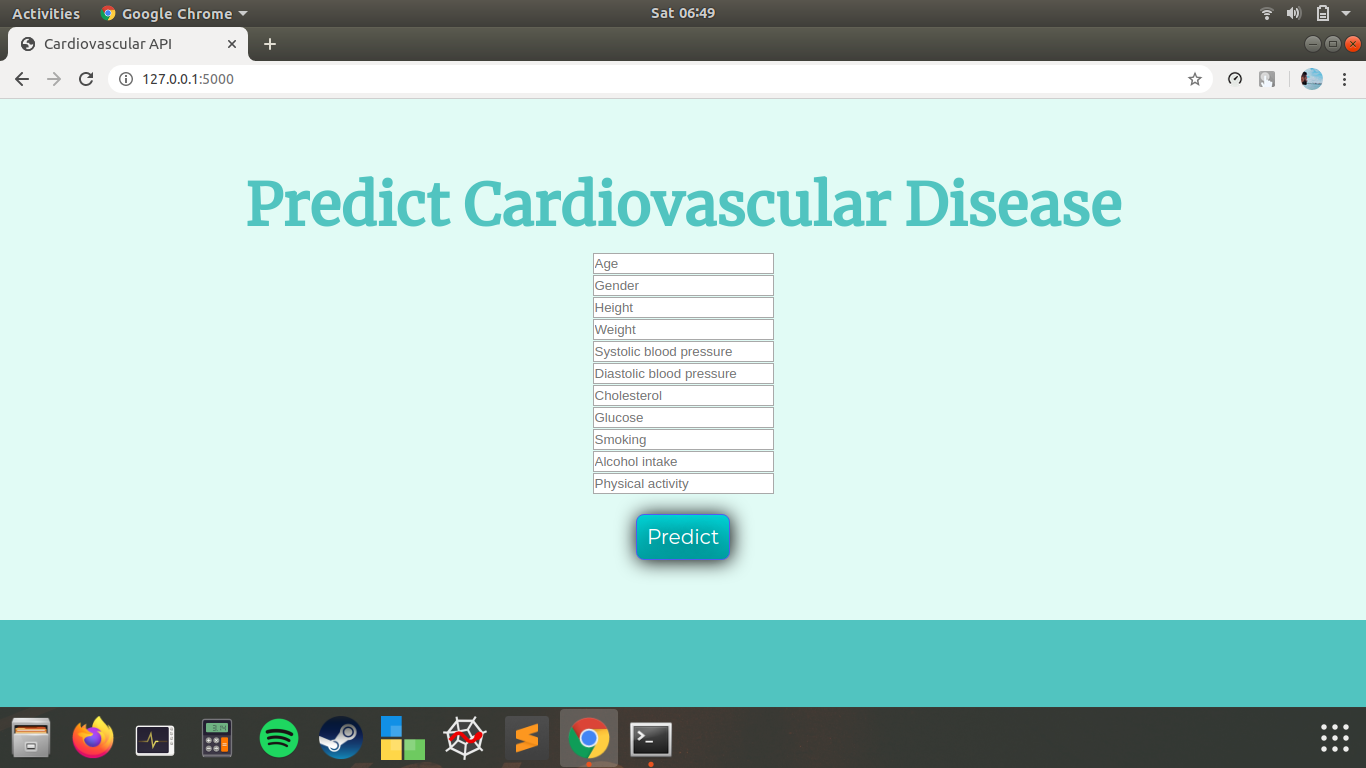 Activities Google Chrome Sat 06:49
Cardiovascular API
127.0.0.1:5000
Predict Cardiovascular Disease
Age
Gender
Height
Weight
Systolic blood pressure
Diastolic blood pressure
Cholesterol
Glucose
Smoking
Alcohol intake
Physical activity
Predict